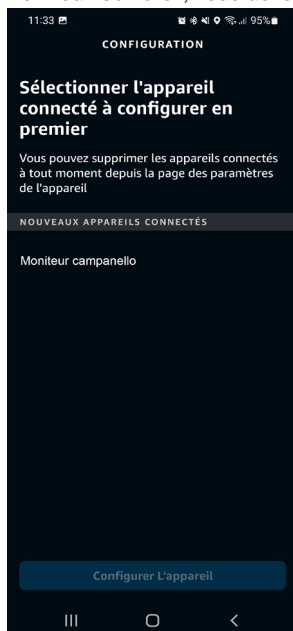 11:33 95%
CONFIGURATION
Sélectionner l'appareil
connecté à configurer en
premier
Vous pouvez supprimer les appareils connectés
à tout moment depuis la page des paramètres
de l'appareil
NOUVEAUX APPAREILS CONNECTÉS
Moniteur campanello
Configurer L'appareil